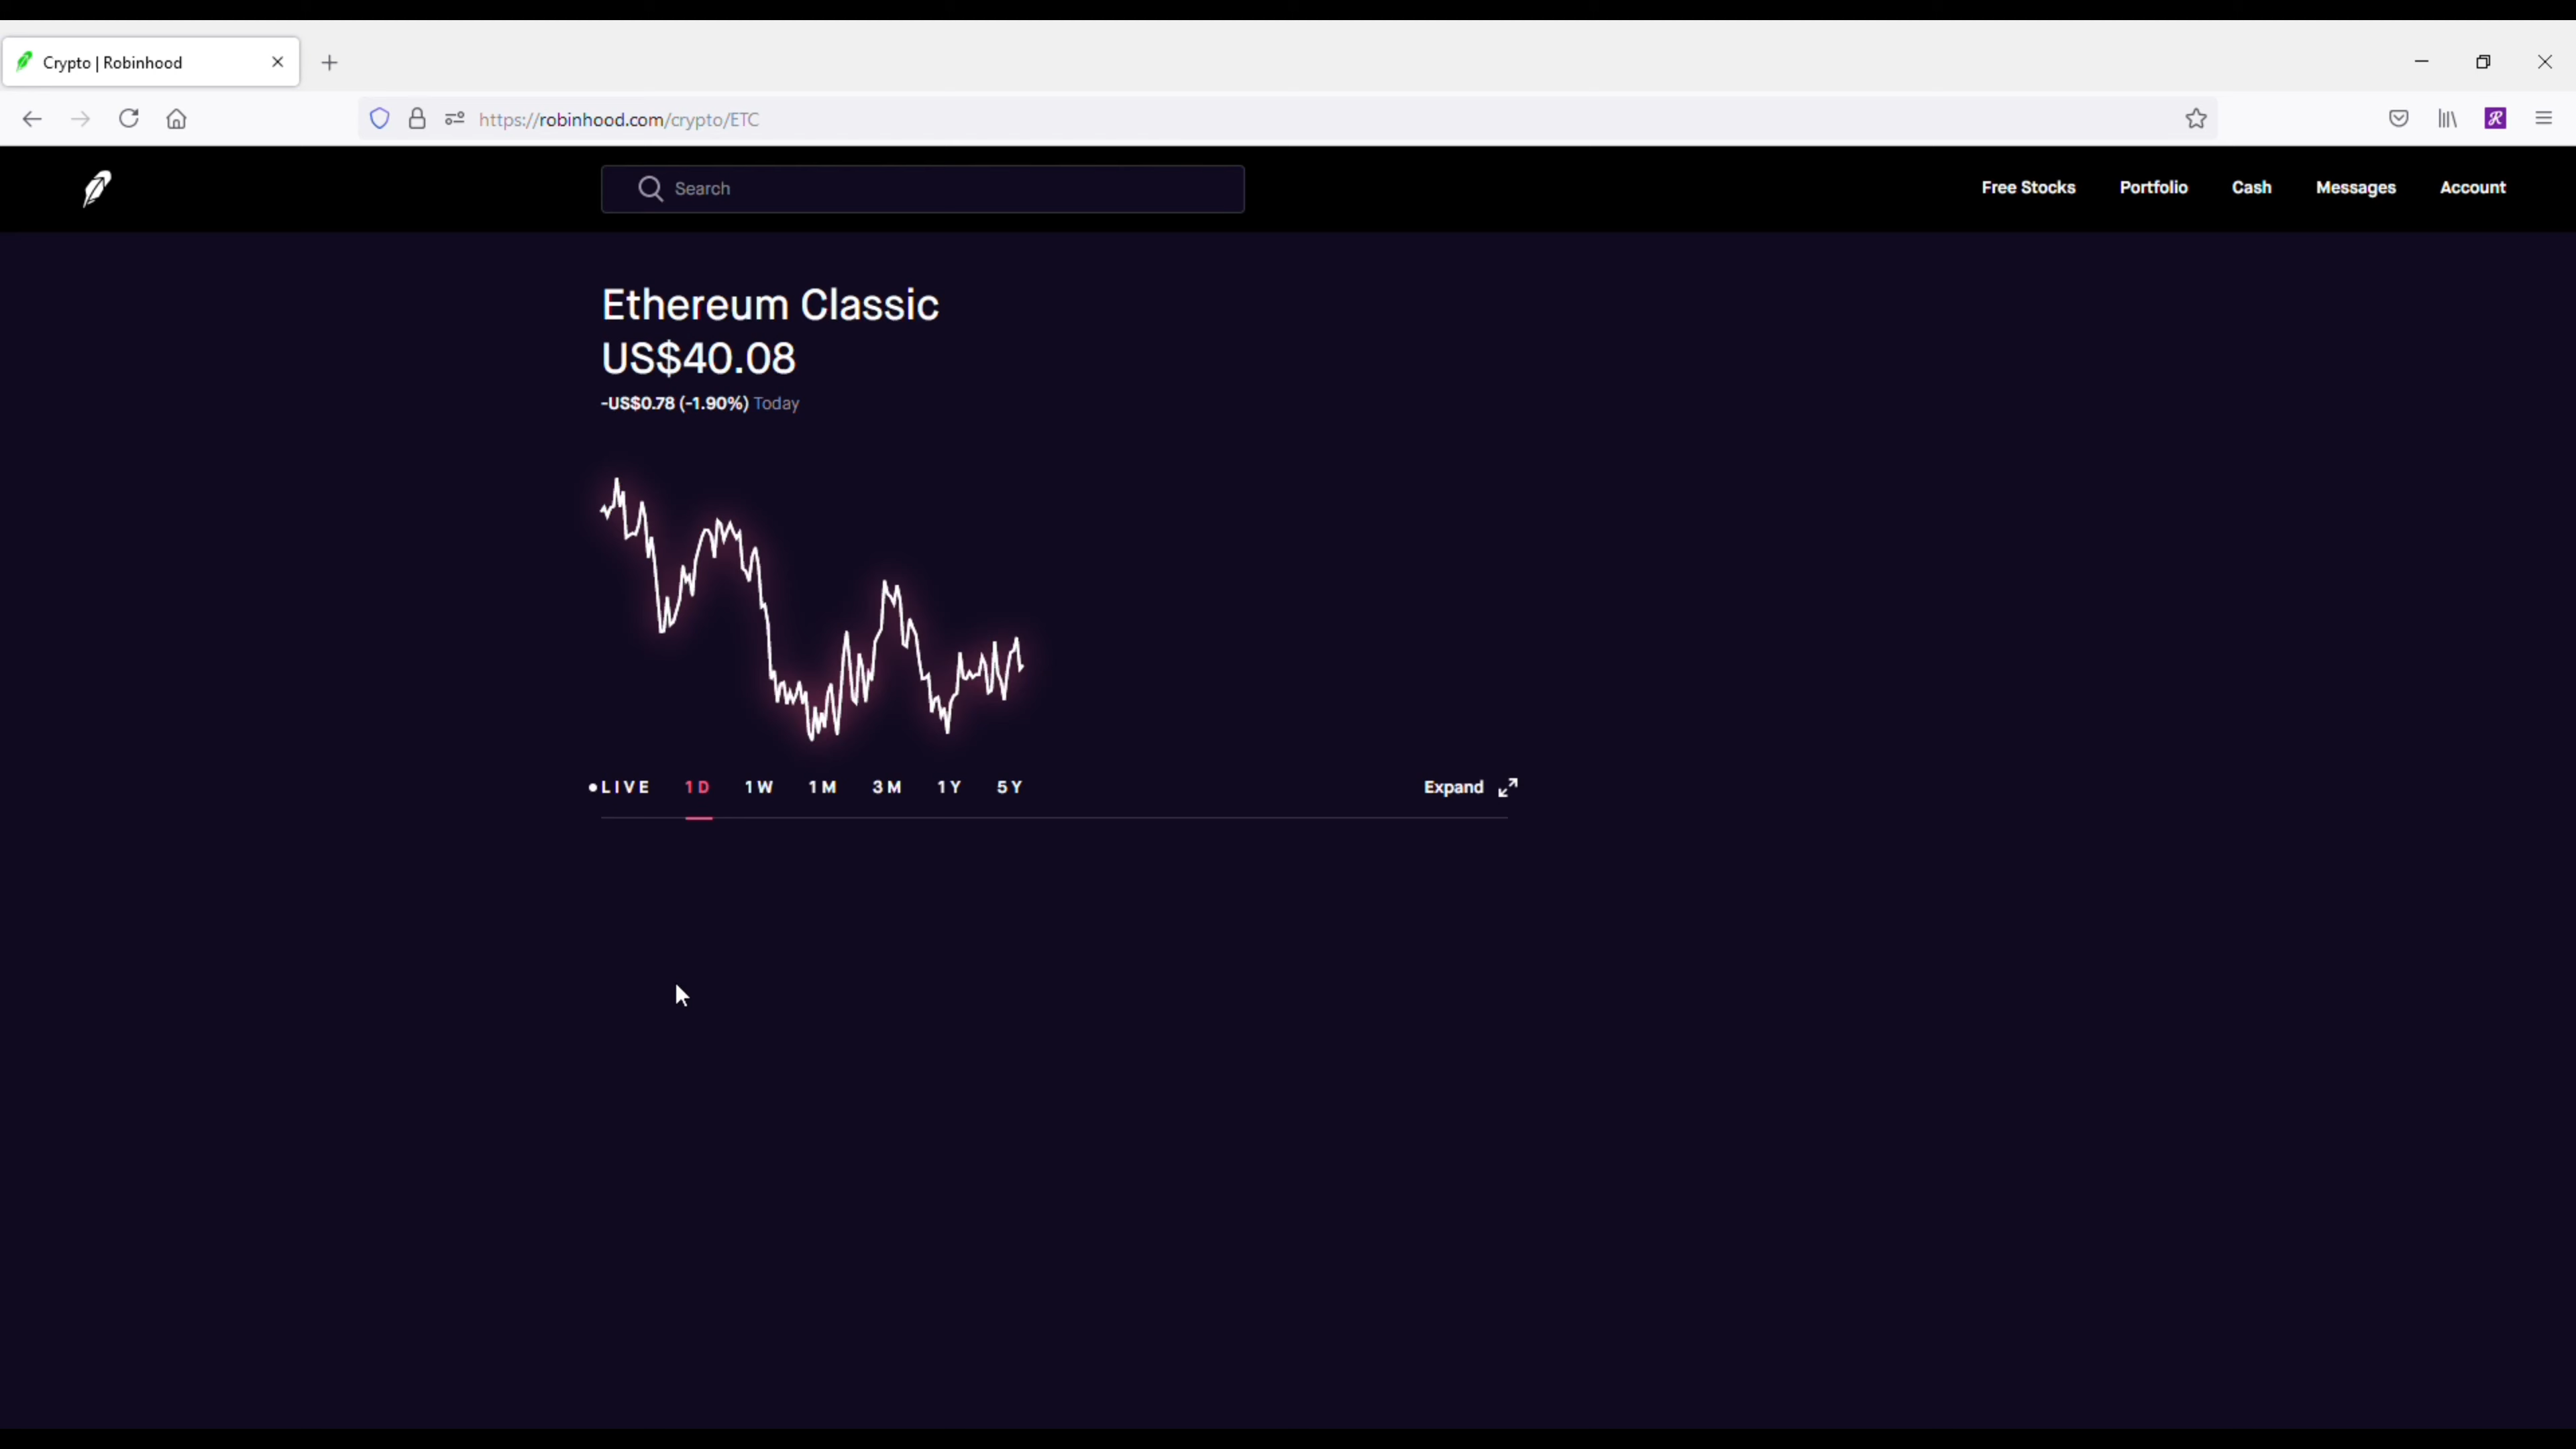 Crypto | Robinhood
https://robinhood.com/crypto/ETC
Search
Free Stocks
Portfolio
Cash
Messages
Account
Ethereum Classic
US$40.08
-US$0.78 (-1.90%) Today
LIVE 1D 1W 1M 3M 1Y 5Y
Expand